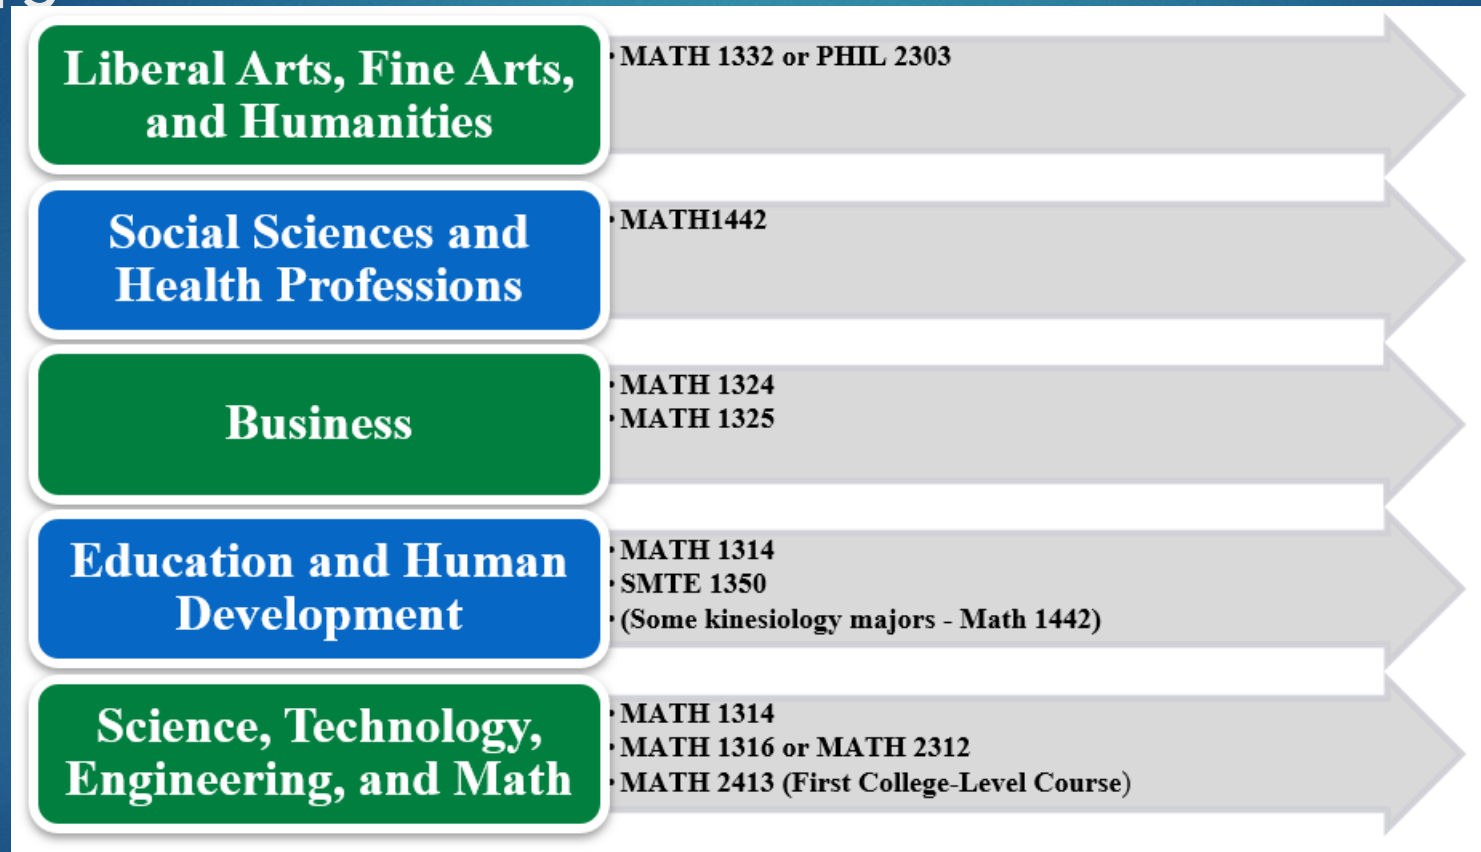 Liberal Arts, Fine Arts,
and Humanities
• MATH 1332 or PHIL 2303
Social Sciences and
Health Professions
• MATH1442
Business
• MATH 1324
• MATH 1325
Education and Human
Development
• MATH 1314
• SMTE 1350
• (Some kinesiology majors - Math 1442)
Science, Technology,
Engineering, and Math
• MATH 1314
• MATH 1316 or MATH 2312
• MATH 2413 (First College-Level Course)